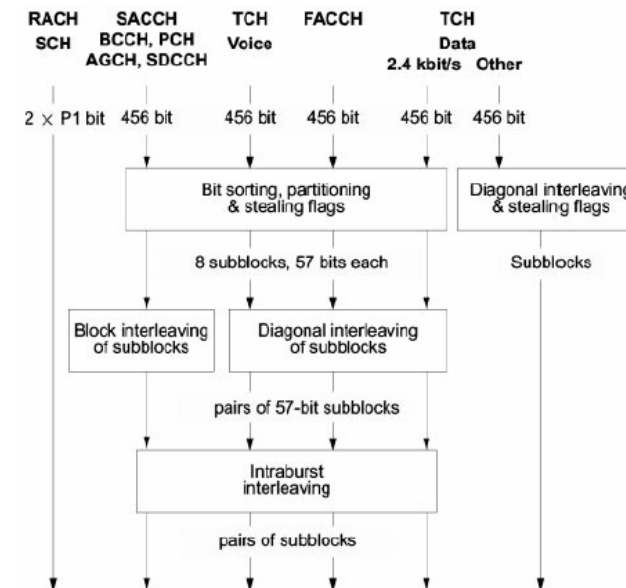 RACH SACCH TCH FACCH TCH
SCH BCCH, PCH Voice Data
AGCH, SDCCH 2.4 kbit/s Other
2 × P1 bit 456 bit 456 bit 456 bit 456 bit 456 bit
Bit sorting, partitioning
& stealing flags
Diagonal interleaving
& stealing flags
8 subblocks, 57 bits each Subblocks
Block interleaving
of subblocks
Diagonal interleaving
of subblocks
pairs of 57-bit subblocks
Intraburst
interleaving
pairs of subblocks